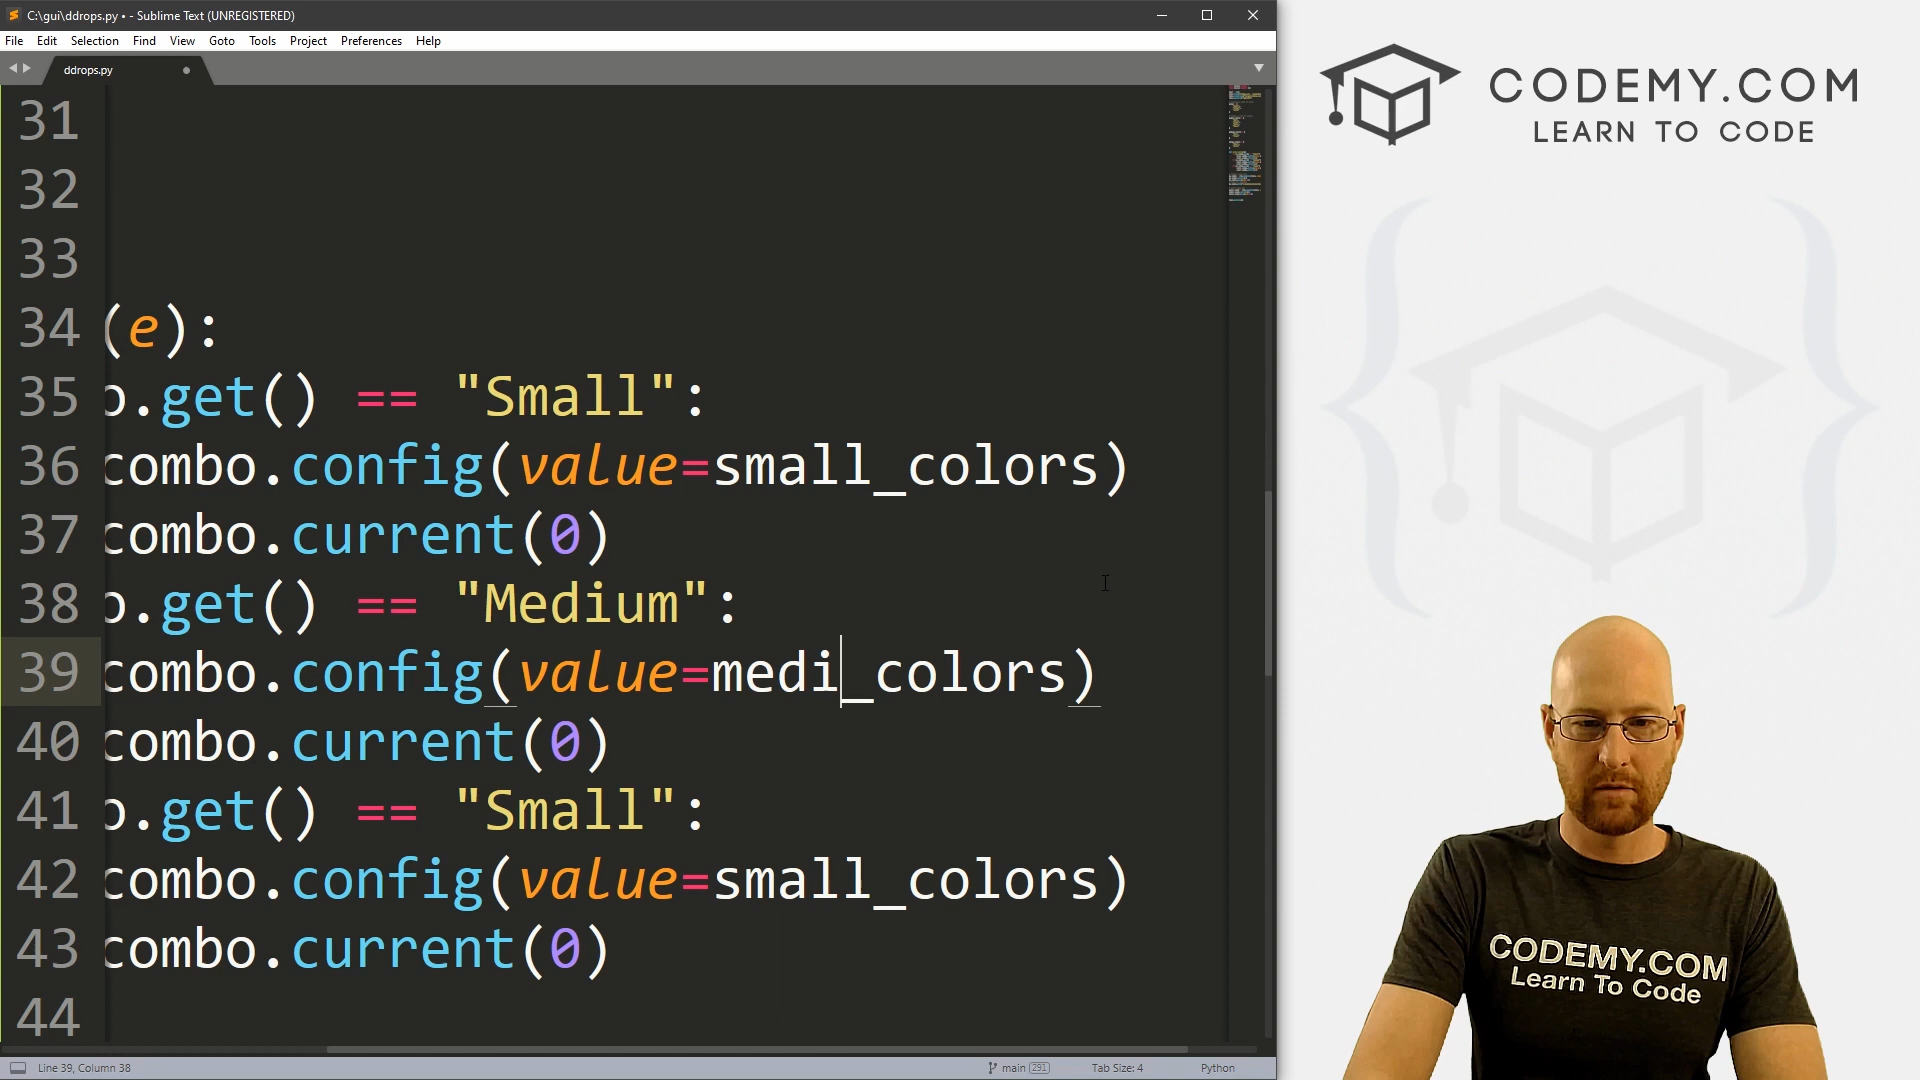 C:\gui\ddrops.py • - Sublime Text (UNREGISTERED)
File Edit Selection Find View Goto Tools Project Preferences Help
ddrops.py
31
32
33
34 (e):
35 .get() == "Small":
36 combo.config(value=small_colors)
37 combo.current(0)
38 .get() == "Medium":
39 combo.config(value=medi_colors)
40 combo.current(0)
41 .get() == "Small":
42 combo.config(value=small_colors)
43 combo.current(0)
44
Line 39, Column 38 main 291 Tab Size: 4 Python
CODEMY.COM
LEARN TO CODE
CODEMY.COM
Learn To Code